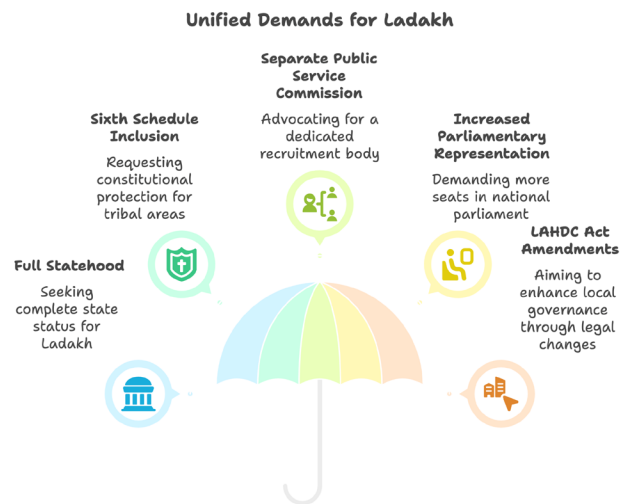 Unified Demands for Ladakh
Separate Public
Service
Commission
Advocating for a
dedicated
recruitment body
Sixth Schedule
Inclusion
Requesting
constitutional
protection for
tribal areas
Increased
Parliamentary
Representation
Demanding more
seats in national
parliament
Full Statehood
Seeking
complete state
status for
Ladakh
LAHDC Act
Amendments
Aiming to
enhance local
governance
through legal
changes